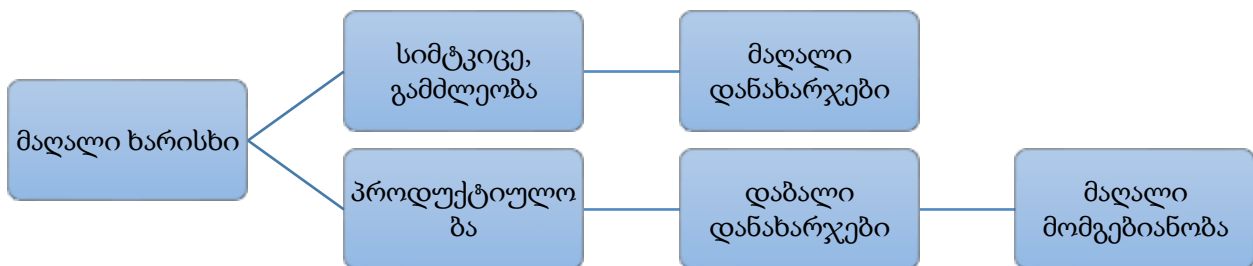 მაღალი ხარისხი
სიმტკიცე,
გამძლეობა
მაღალი
დანახარჯები
პროდუქტიულო
ბა
დაბალი
დანახარჯები
მაღალი
მომგებიანობა